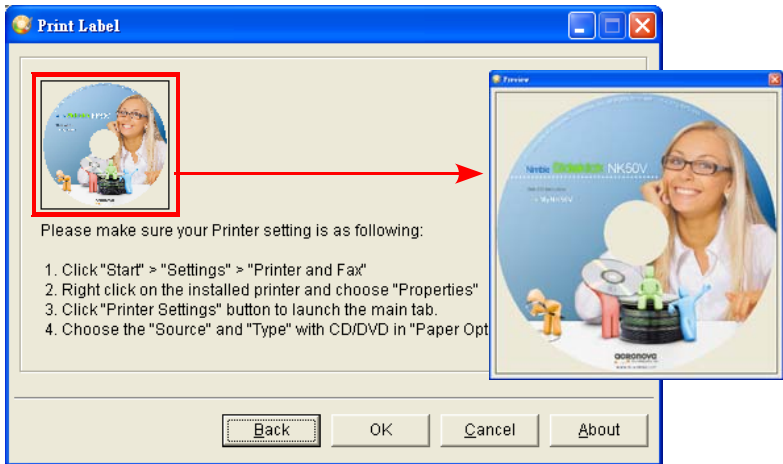 Print Label
Please make sure your Printer setting is as following:
1. Click "Start" > "Settings" > "Printer and Fax"
2. Right click on the installed printer and choose "Properties"
3. Click "Printer Settings" button to launch the main tab.
4. Choose the "Source" and "Type" with CD/DVD in "Paper Opt
Back
OK
Cancel
About
Preview
Nimbie NK50V
acronova